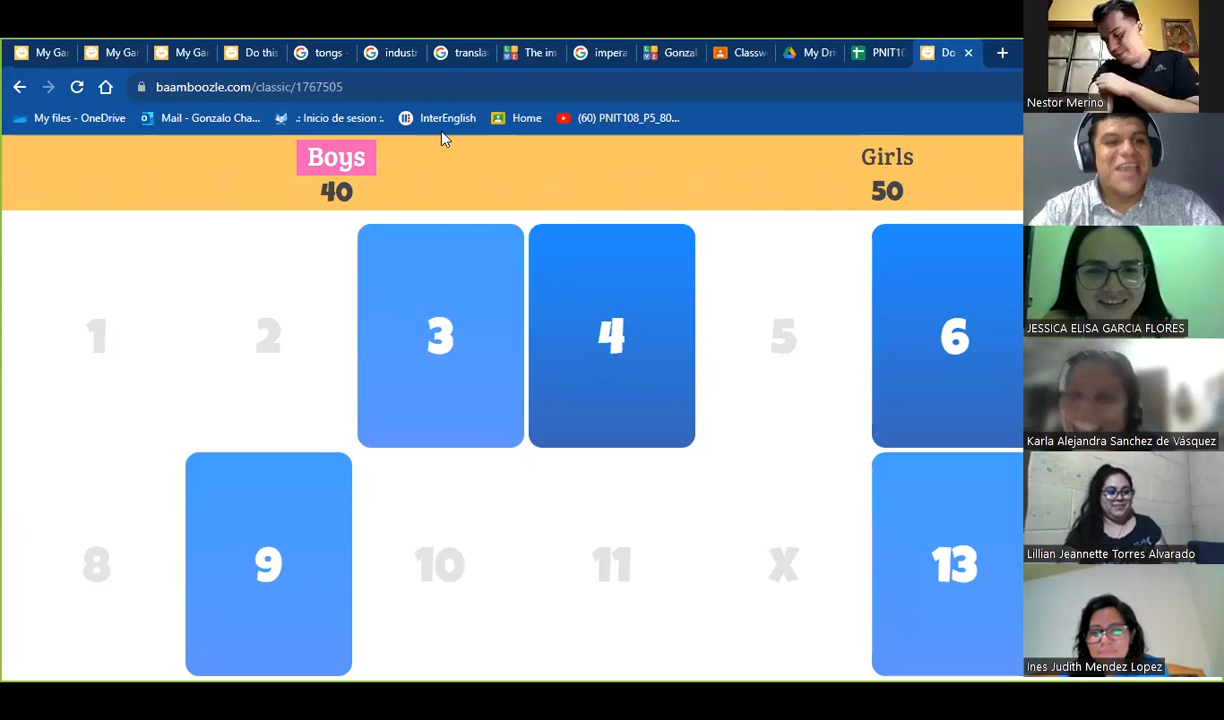 My Ga
My Ga
My Ga
Do this
tongs
industr
transla
The im
impera
Gonzal
Classw
My Dri
PNIT10
Do
baamboozle.com/classic/1767505
My files - OneDrive
Mail - Gonzalo Cha...
.: Inicio de sesion :.
InterEnglish
Home
(60) PNIT108_P5_80...
Boys
Girls
40
50
1
2
3
4
5
6
8
9
10
11
X
13
Nestor Merino
JESSICA ELISA GARCIA FLORES
Karla Alejandra Sanchez de Vásquez
Lillian Jeannette Torres Alvarado
Ines Judith Mendez Lopez